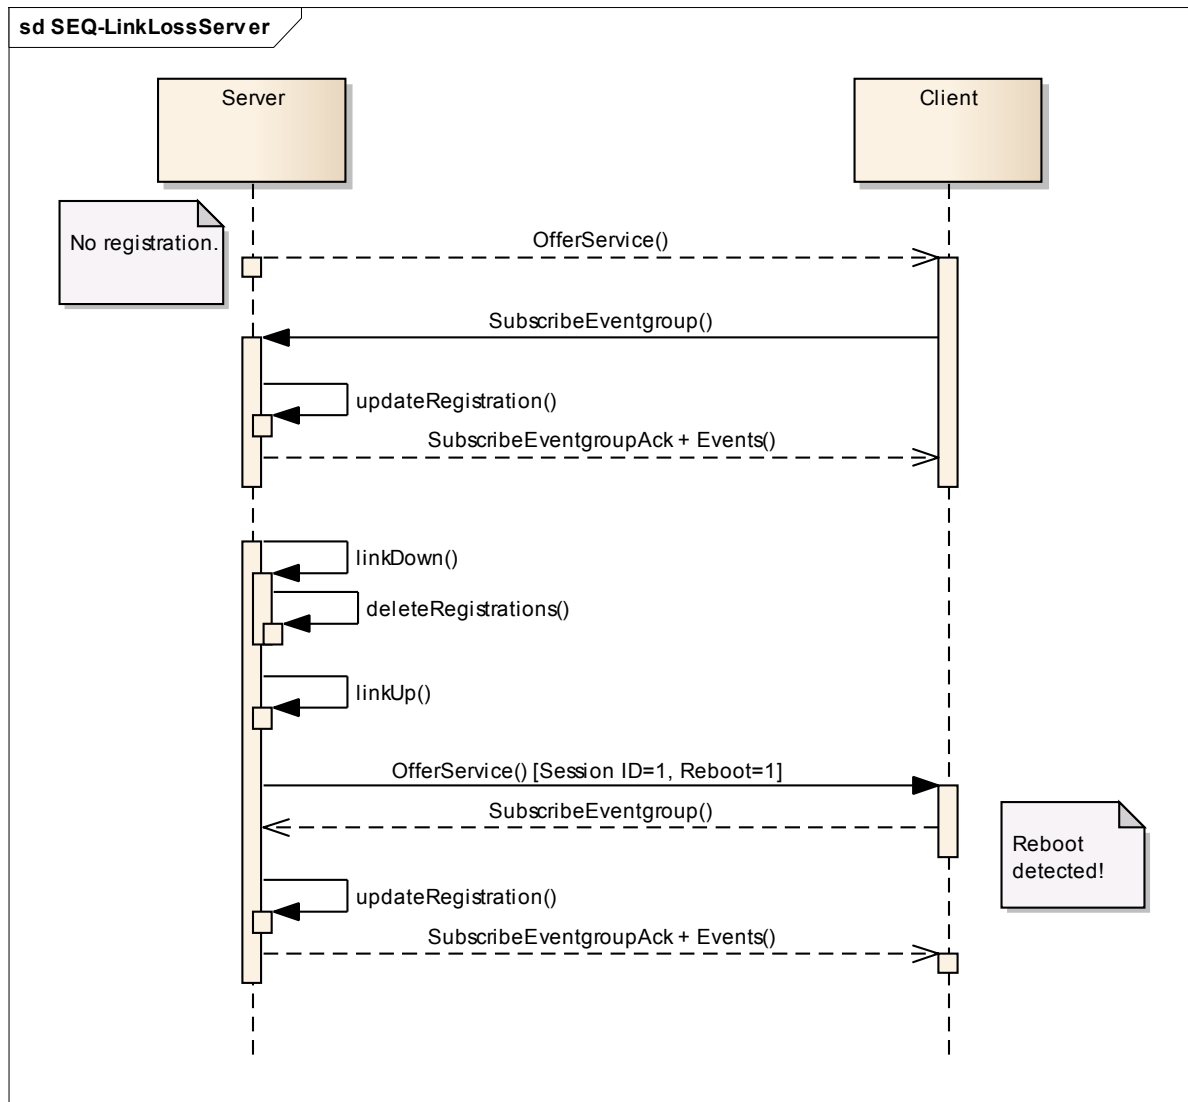 sd SEQ-LinkLossServer
Server
Client
No registration.
OfferService()
SubscribeEventgroup()
updateRegistration()
SubscribeEventgroupAck + Events()
linkDown()
deleteRegistrations()
linkUp()
OfferService() [Session ID=1, Reboot=1]
SubscribeEventgroup()
Reboot
detected!
updateRegistration()
SubscribeEventgroupAck + Events()